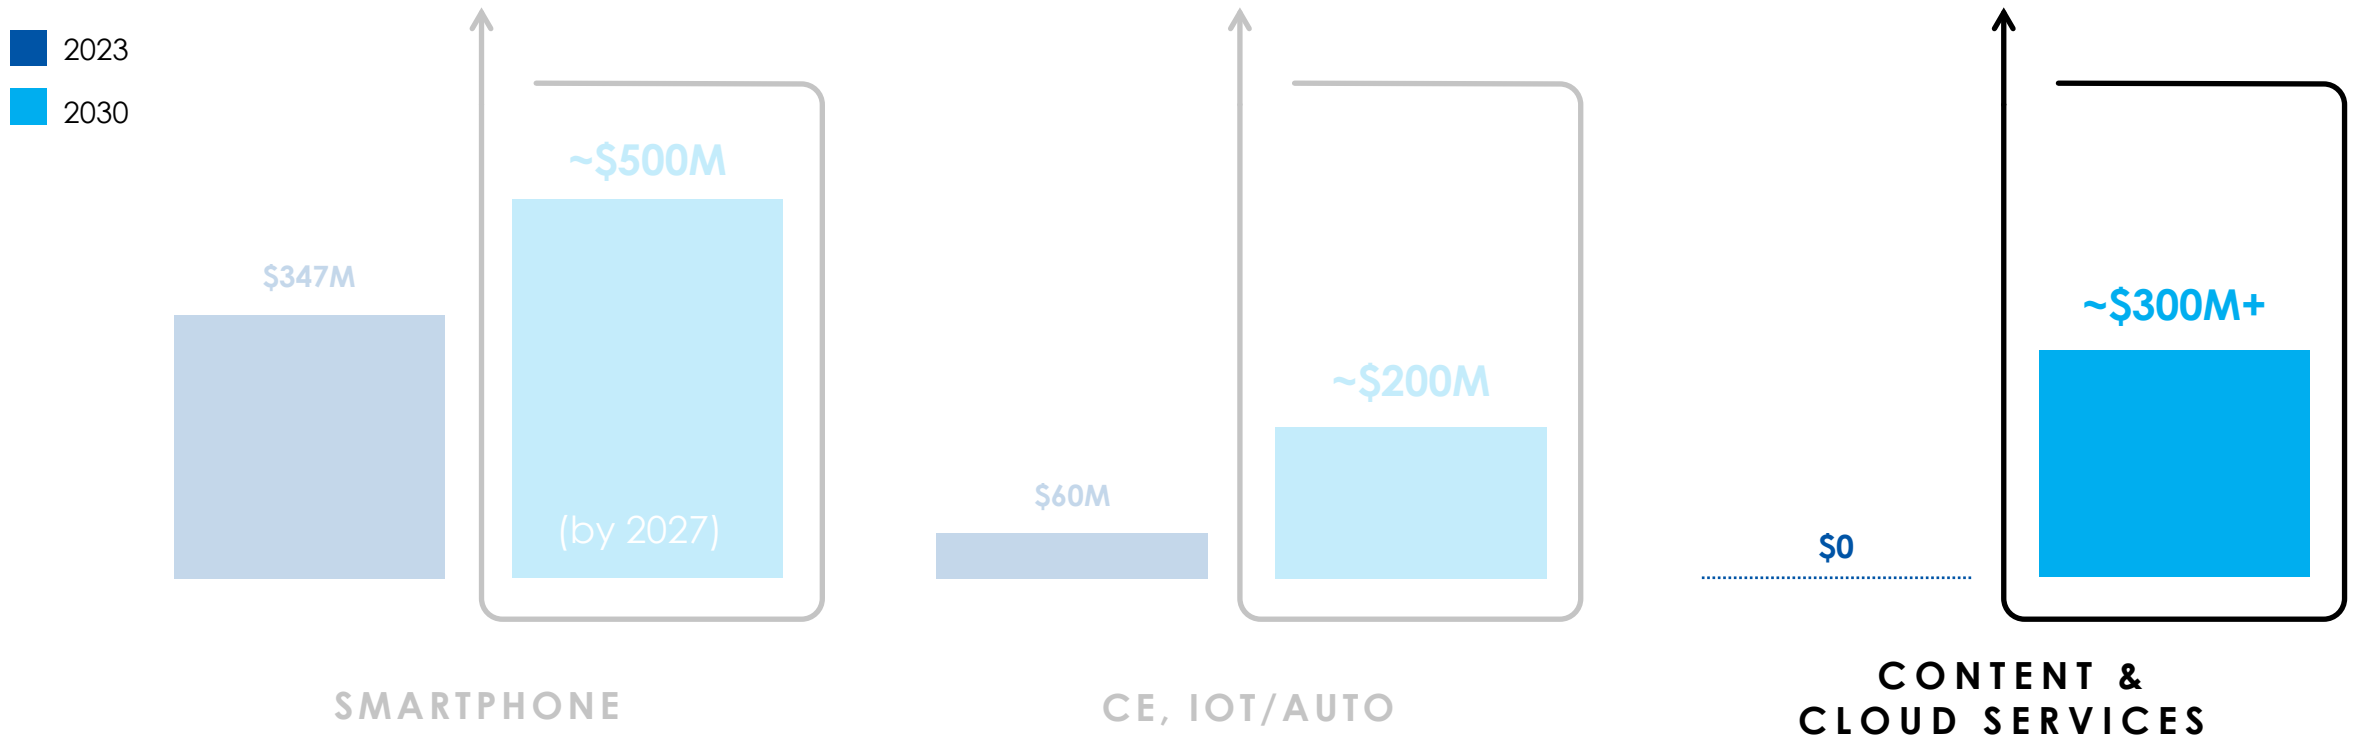 2023
2030
~$500M
$347M
(by 2027)
SMARTPHONE
~$200M
$60M
CE, IOT/AUTO
~$300M+
$0
CONTENT &
CLOUD SERVICES